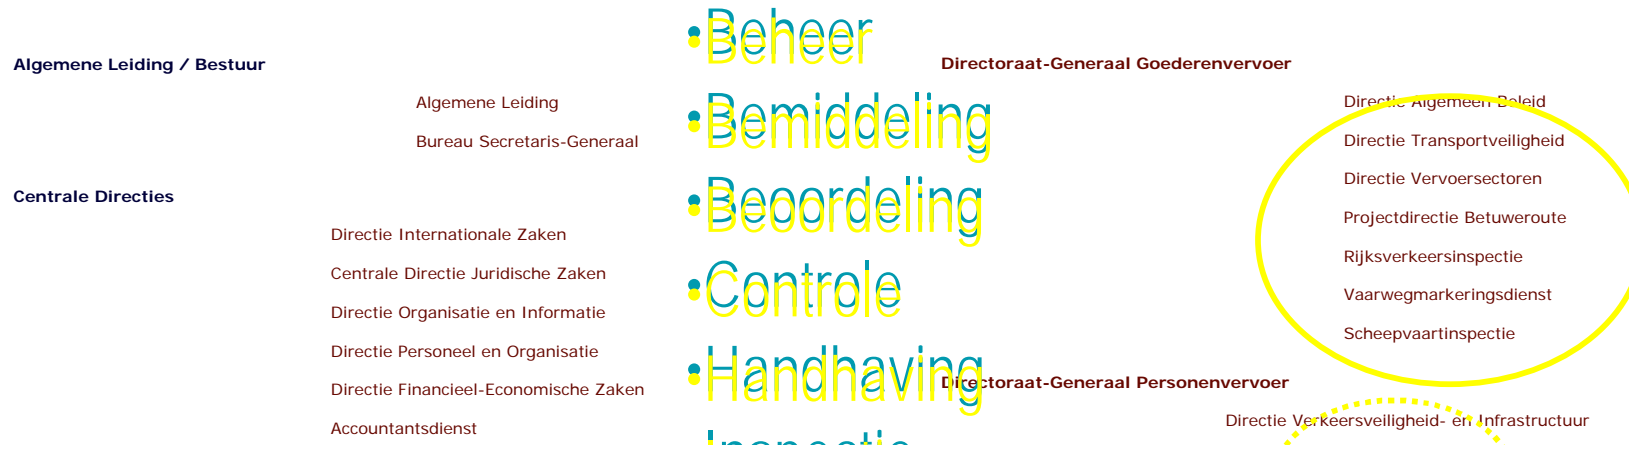 Algemene Leiding / Bestuur
Algemene Leiding
Bureau Secretaris-Generaal
Centrale Directies
Directie Internationale Zaken
Centrale Directie Juridische Zaken
Directie Organisatie en Informatie
Directie Personeel en Organisatie
Directie Financieel-Economische Zaken
Accountantsdienst
•Beheer
•Bemiddeling
•Beoordeling
•Controle
•Handhaving
Inspectie
Directoraat-Generaal Goederenvervoer
Directie Algemeen Beleid
Directie Transportveiligheid
Directie Vervoersectoren
Projectdirectie Betuweroute
Rijksverkeersinspectie
Vaarwegmarkeringsdienst
Scheepvaartinspectie
Directoraat-Generaal Personenvervoer
Directie Verkeersveiligheid- en Infrastructuur